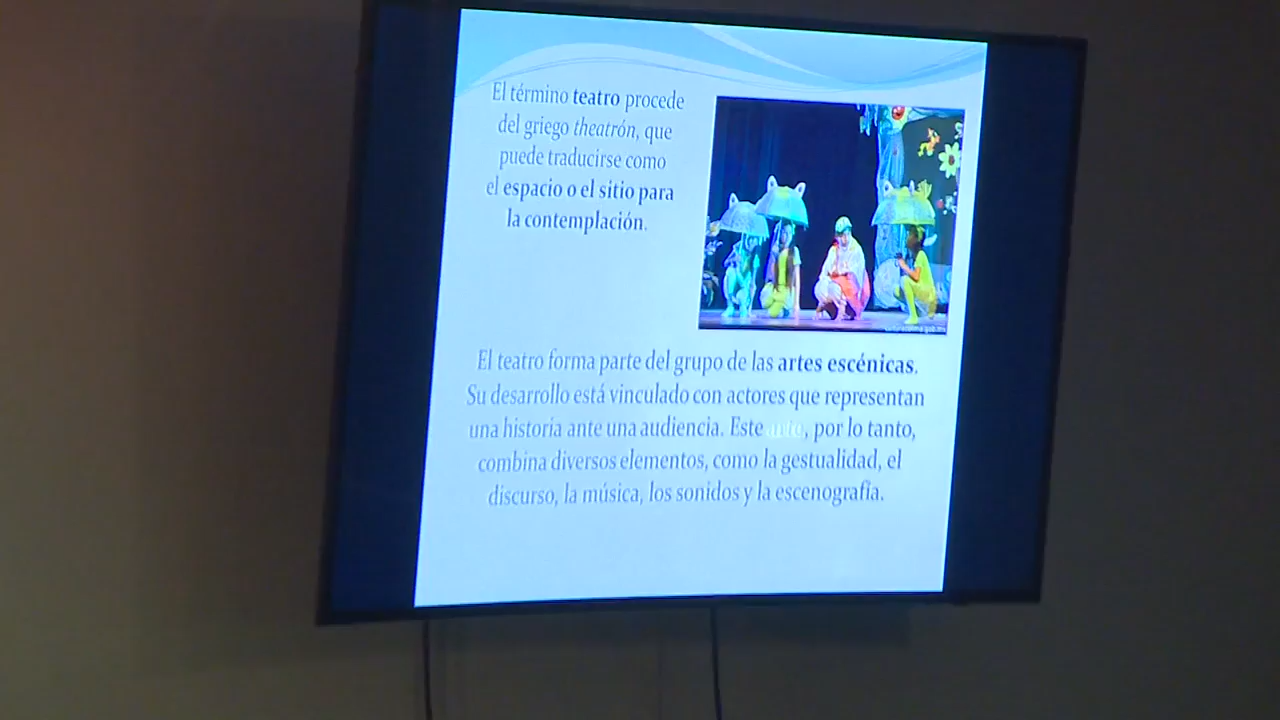 El término teatro procede
del griego theatrón, que
puede traducirse como
el espacio o el sitio para
la contemplación.
El teatro forma parte del grupo de las artes escénicas.
Su desarrollo está vinculado con actores que representan
una historia ante una audiencia. Este arte, por lo tanto,
combina diversos elementos, como la gestualidad, el
discurso, la música, los sonidos y la escenografía.